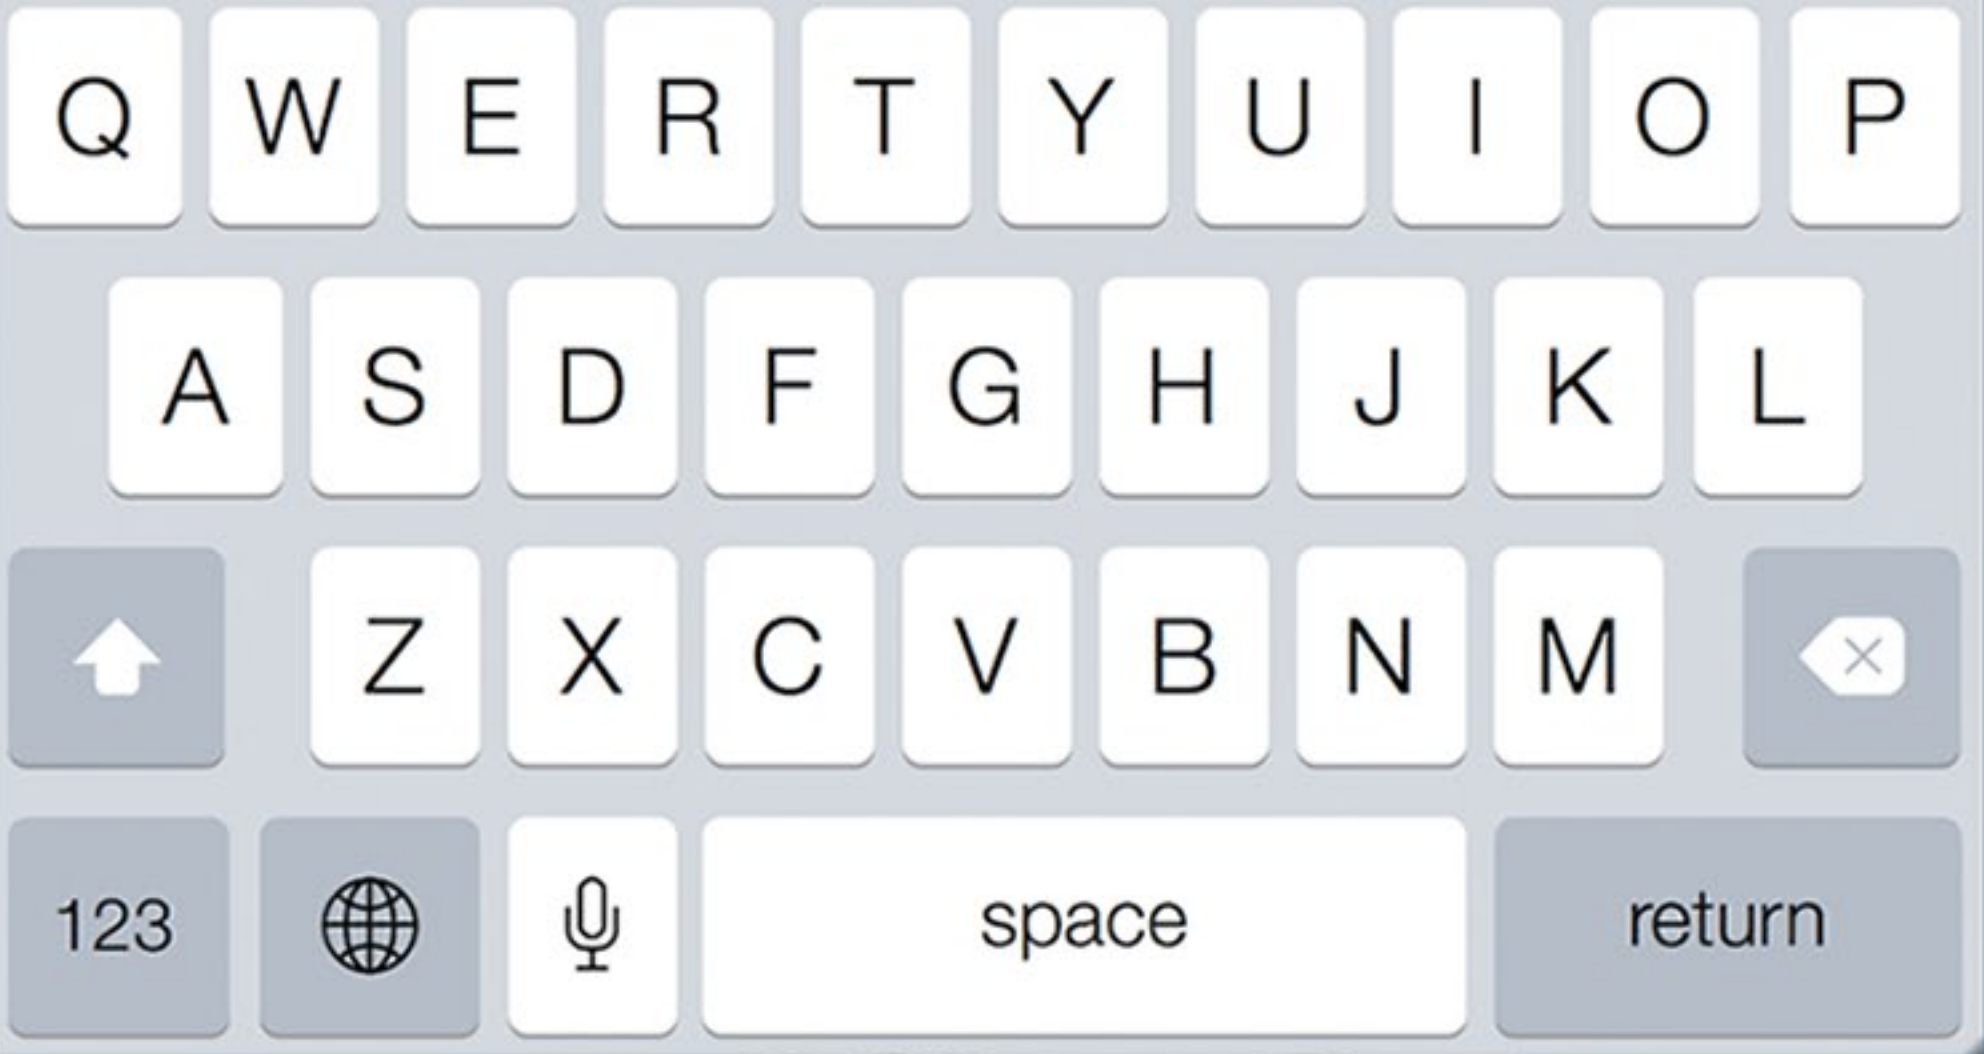 Q W E R T Y U I O P
A S D F G H J K L
Z X C V B N M
123 space return